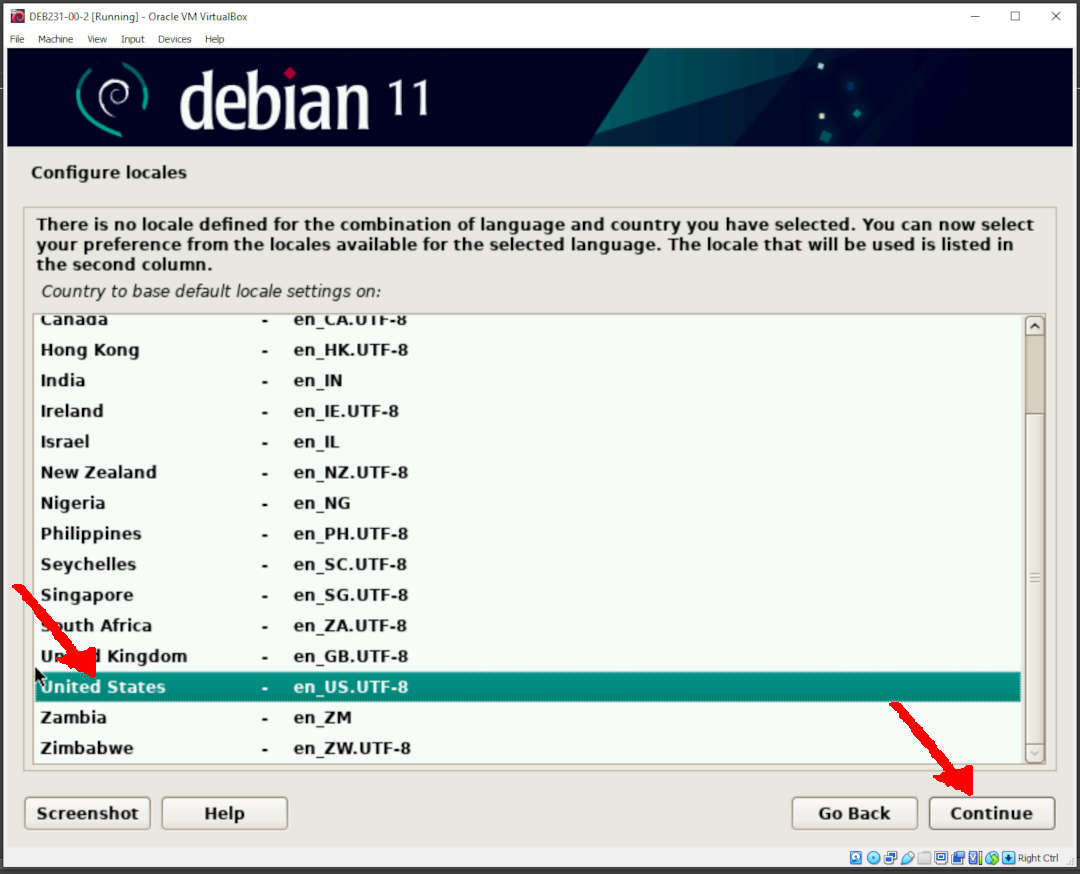 DEB231-00-2 [Running] - Oracle VM VirtualBox
File Machine View Input Devices Help
debian 11
Configure locales
There is no locale defined for the combination of language and country you have selected. You can now select
your preference from the locales available for the selected language. The locale that will be used is listed in
the second column.
Country to base default locale settings on:
Canada - en_CA.UTF-8
Hong Kong - en_HK.UTF-8
India - en_IN
Ireland - en_IE.UTF-8
Israel - en_IL
New Zealand - en_NZ.UTF-8
Nigeria - en_NG
Philippines - en_PH.UTF-8
Seychelles - en_SC.UTF-8
Singapore - en_SG.UTF-8
South Africa - en_ZA.UTF-8
United Kingdom - en_GB.UTF-8
United States - en_US.UTF-8
Zambia - en_ZM
Zimbabwe - en_ZW.UTF-8
Screenshot Help Go Back Continue
Right Ctrl